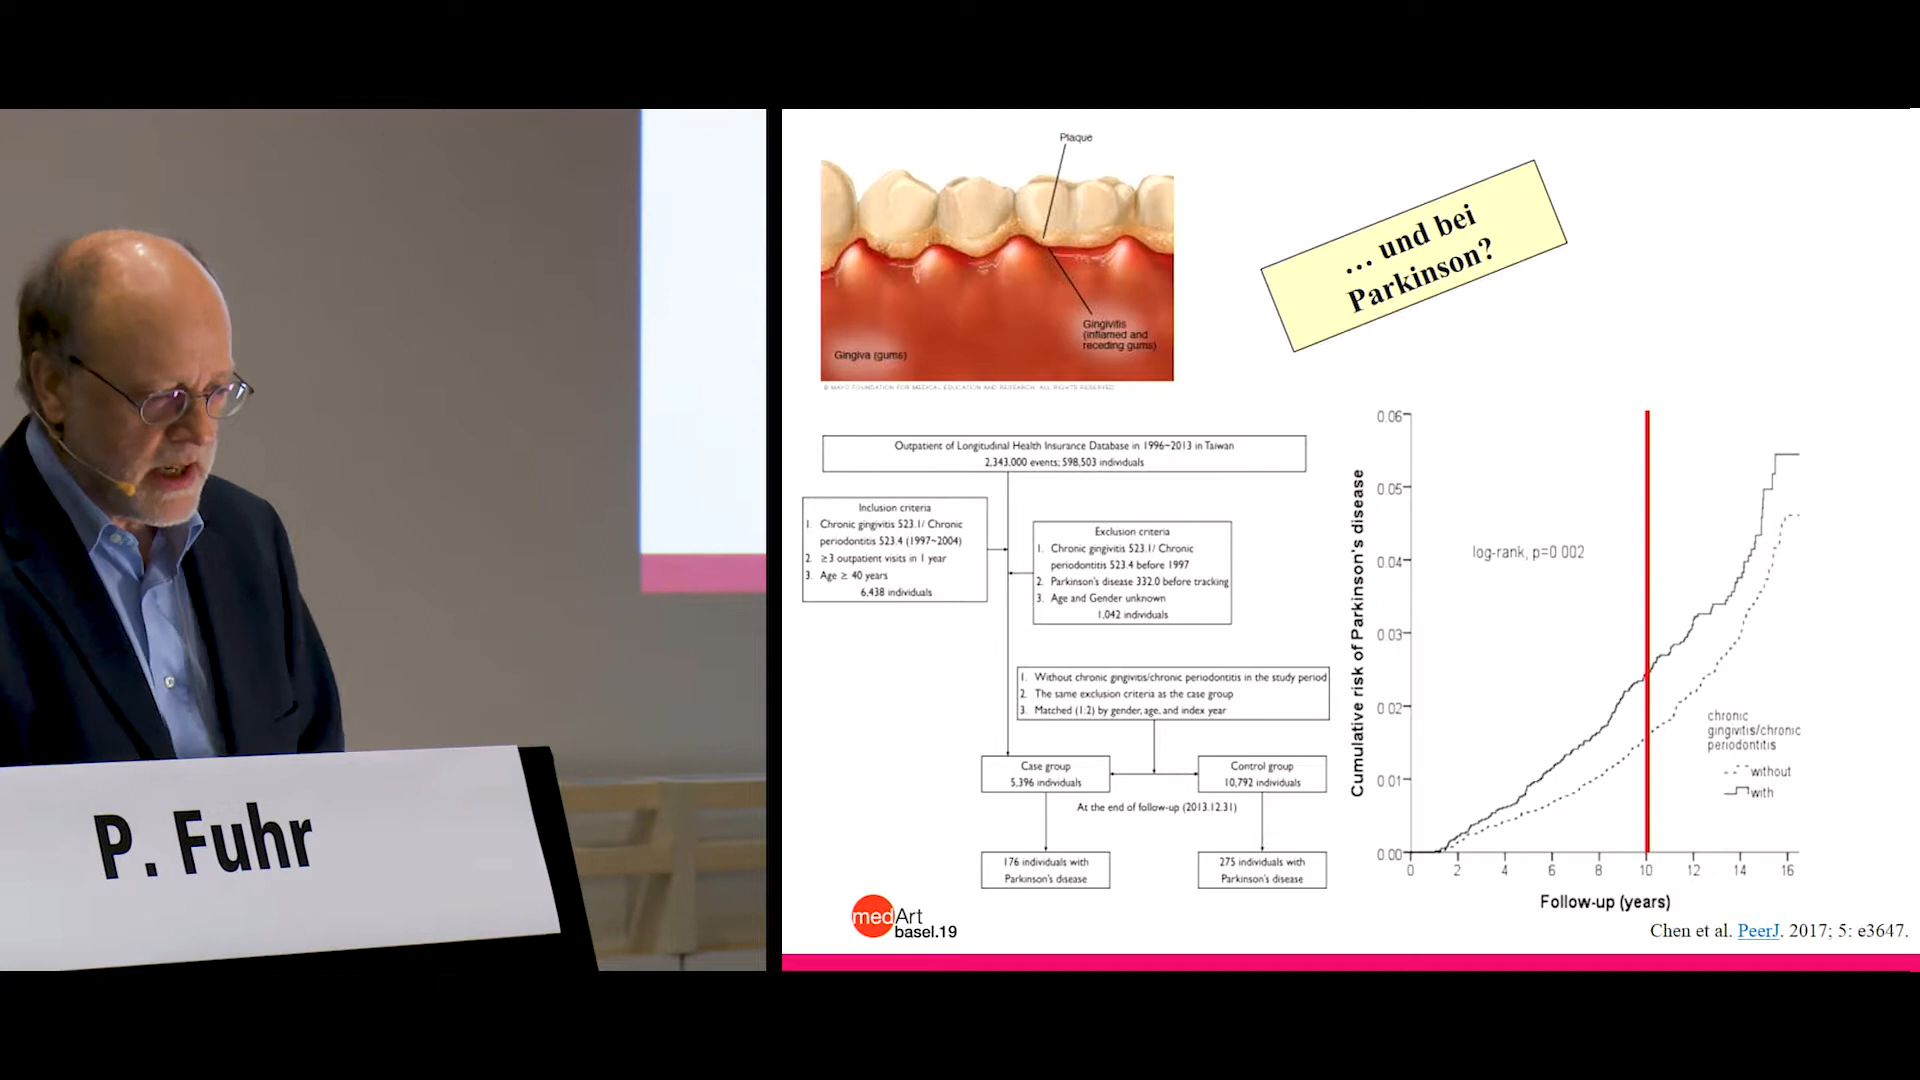 P. Fuhr
Plaque
Gingivitis
(inflamed and
receding gums)
Gingiva (gums)
© MAYO FOUNDATION FOR MEDICAL EDUCATION AND RESEARCH. ALL RIGHTS RESERVED.
... und bei
Parkinson?
Outpatient of Longitudinal Health Insurance Database in 1996~2013 in Taiwan
2,343,000 events; 598,503 individuals
Inclusion criteria
1. Chronic gingivitis 523.1/ Chronic
periodontitis 523.4 (1997~2004)
2. ≥3 outpatient visits in 1 year
3. Age ≥ 40 years
6,438 individuals
Exclusion criteria
1. Chronic gingivitis 523.1/ Chronic
periodontitis 523.4 before 1997
2. Parkinson's disease 332.0 before tracking
3. Age and Gender unknown
1,042 individuals
1. Without chronic gingivitis/chronic periodontitis in the study period
2. The same exclusion criteria as the case group
3. Matched (1:2) by gender, age, and index year
Case group
5,396 individuals
Control group
10,792 individuals
At the end of follow-up (2013.12.31)
176 individuals with
Parkinson's disease
275 individuals with
Parkinson's disease
Cumulative risk of Parkinson's disease
0.06
0.05
0.04
0.03
0.02
0.01
0.00
log-rank, p=0 002
chronic
gingivitis/chronic
periodontitis
without
with
0 2 4 6 8 10 12 14 16
Follow-up (years)
medArt
basel.19
Chen et al. PeerJ. 2017; 5: e3647.